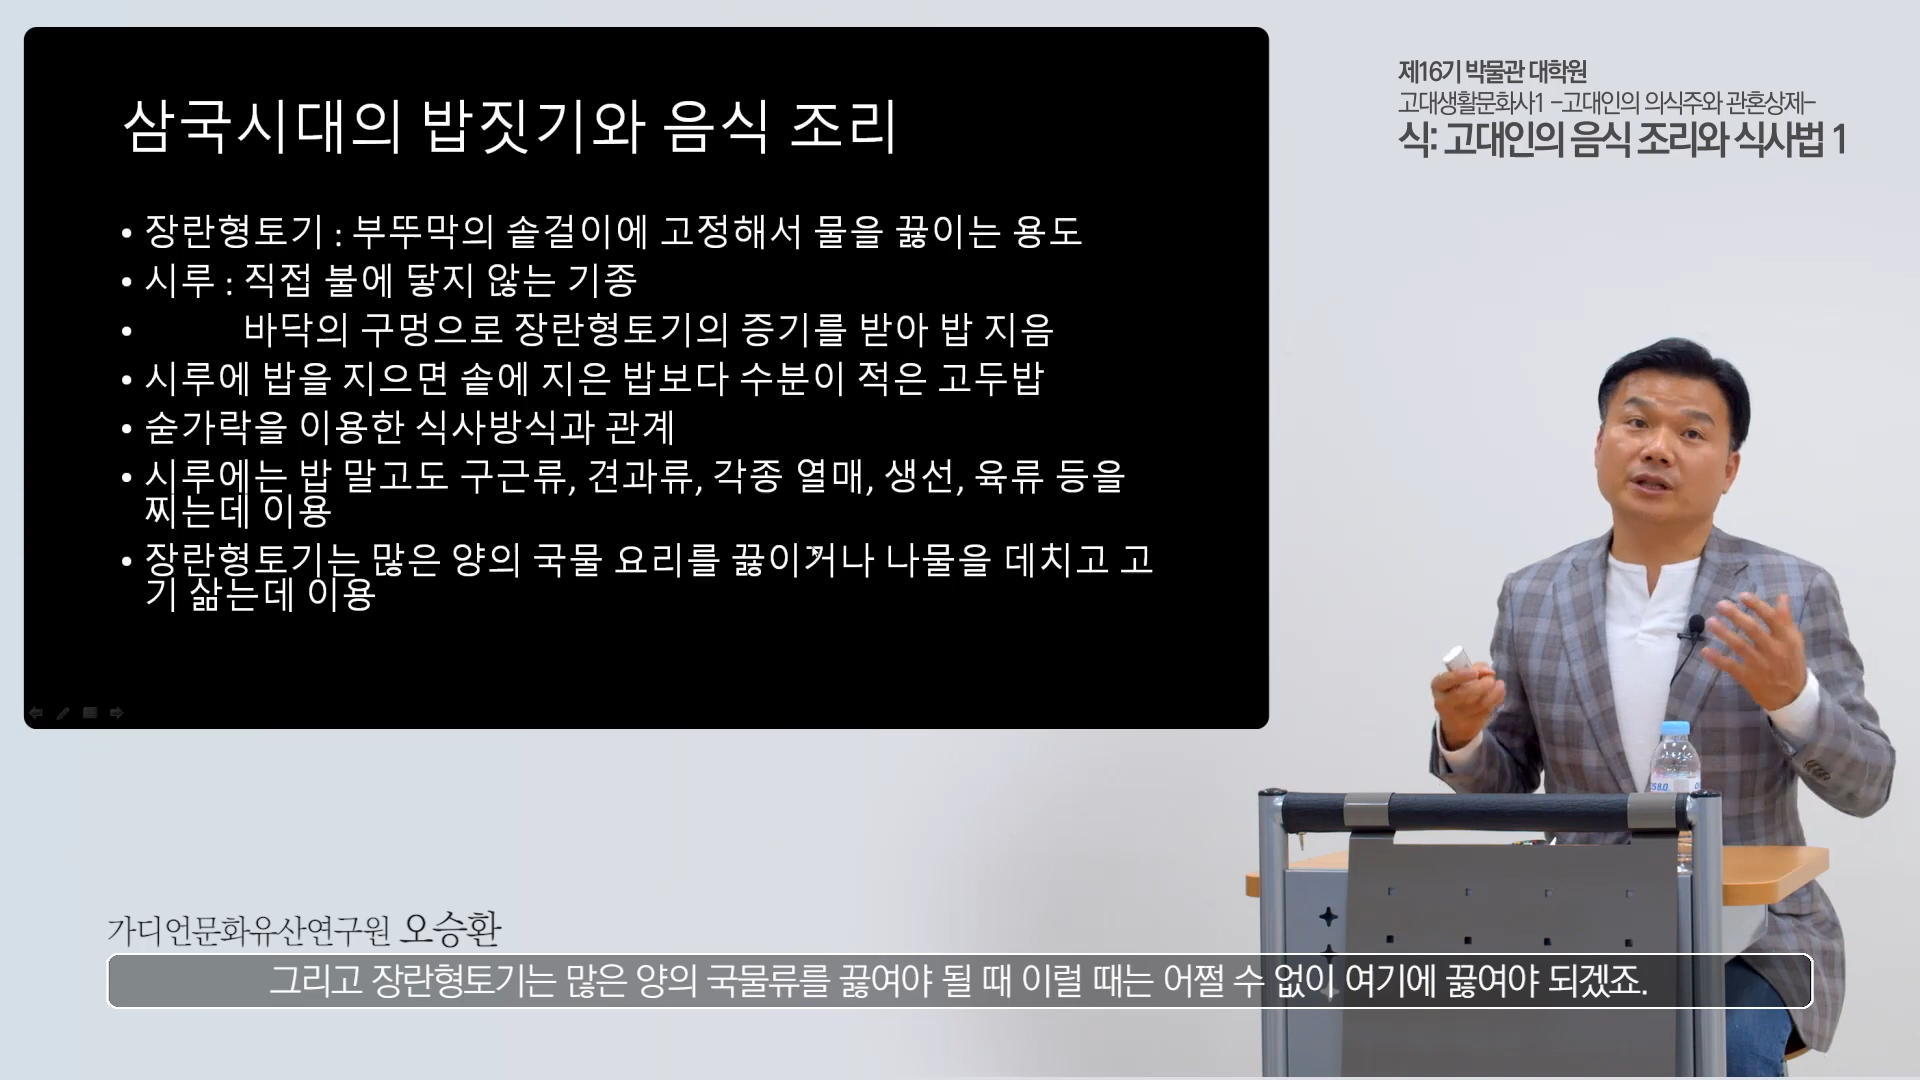 삼국시대의 밥짓기와 음식 조리
• 장란형토기 : 부뚜막의 솥걸이에 고정해서 물을 끓이는 용도
• 시루 : 직접 불에 닿지 않는 기종
• 바닥의 구멍으로 장란형토기의 증기를 받아 밥 지음
• 시루에 밥을 지으면 솥에 지은 밥보다 수분이 적은 고두밥
• 숟가락을 이용한 식사방식과 관계
• 시루에는 밥 말고도 구근류, 견과류, 각종 열매, 생선, 육류 등을
찌는데 이용
• 장란형토기는 많은 양의 국물 요리를 끓이거나 나물을 데치고 고
기 삶는데 이용
제16기 박물관 대학원
고대생활문화사1 -고대인의 의식주와 관혼상제-
식: 고대인의 음식 조리와 식사법 1
58.0
가디언문화유산연구원 오승환
그리고 장란형토기는 많은 양의 국물류를 끓여야 될 때 이럴 때는 어쩔 수 없이 여기에 끓여야 되겠죠.